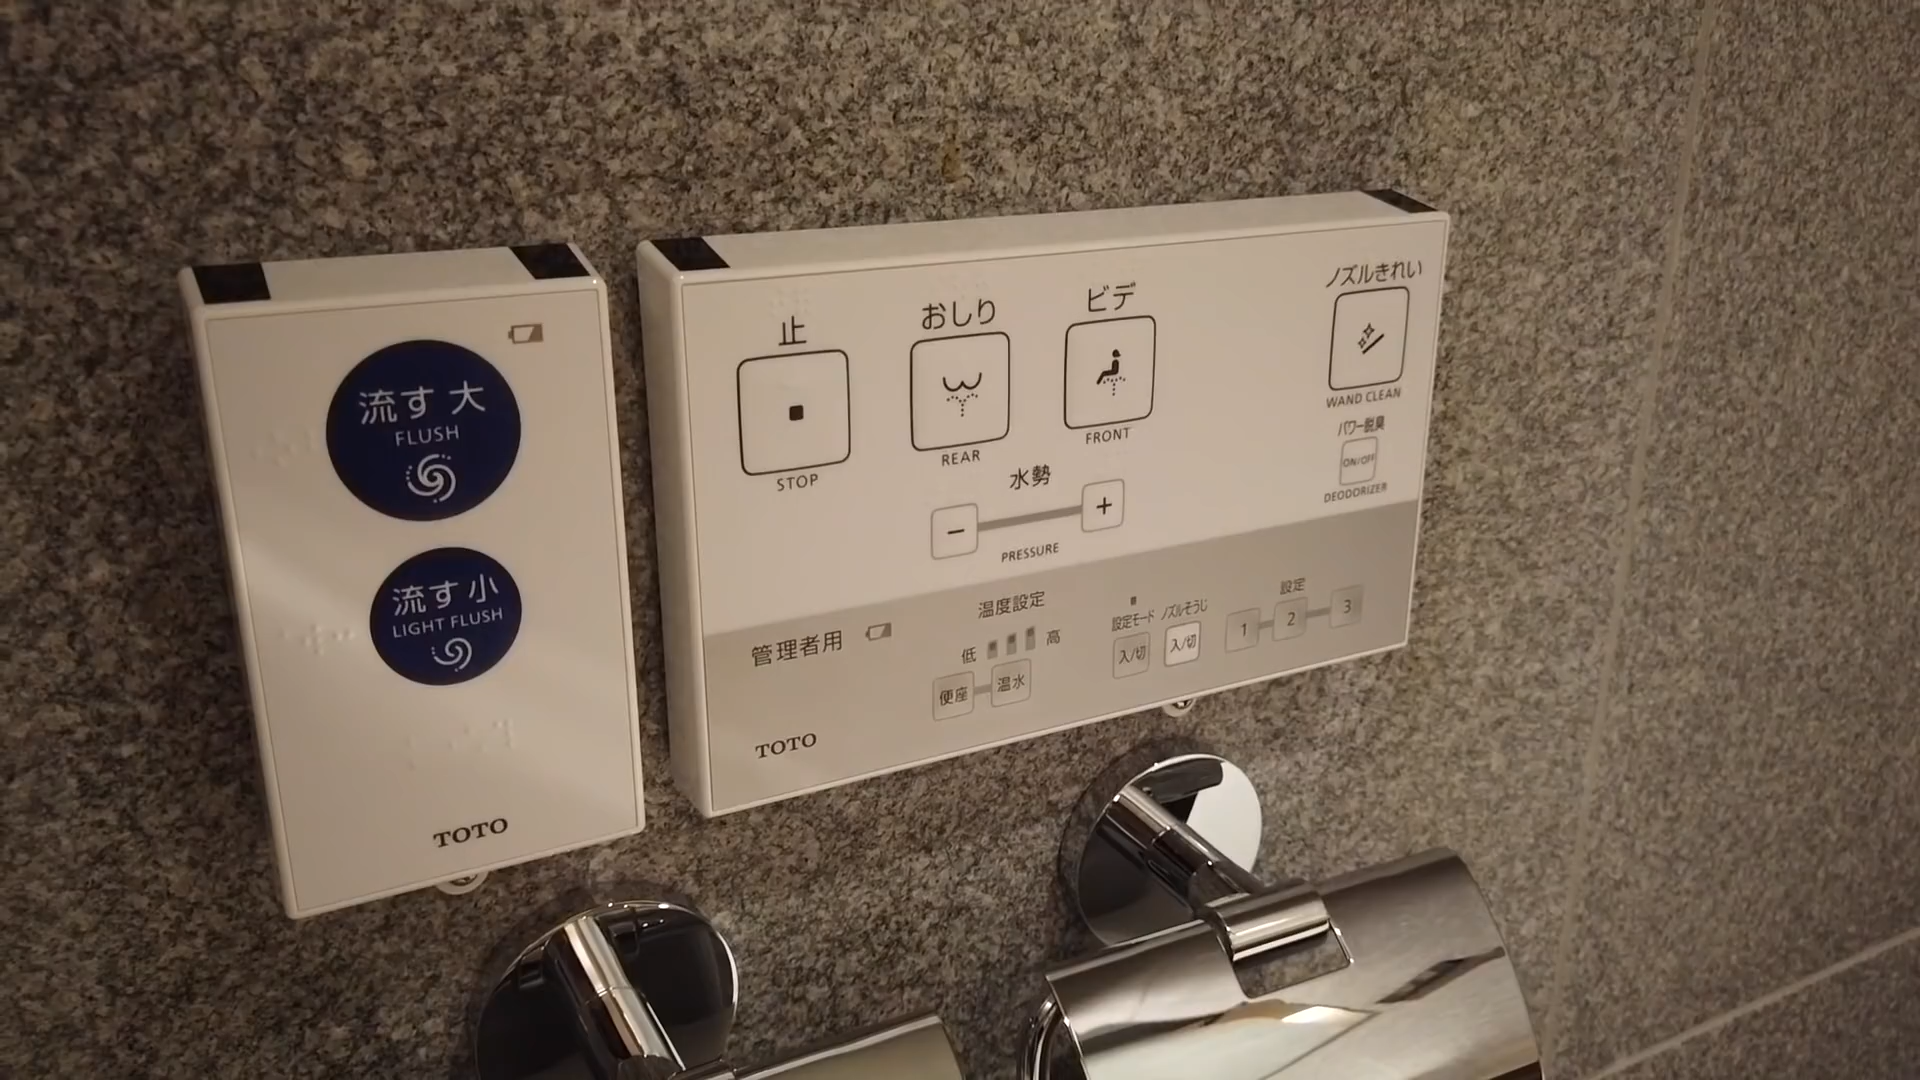 流す 大
FLUSH
流す 小
LIGHT FLUSH
TOTO
止
STOP
おしり
REAR
ビデ
FRONT
水勢
－
+
PRESSURE
ノズルきれい
WAND CLEAN
パワー脱臭
ON/OFF
DEODORIZER
管理者用
温度設定
低
高
便座
温水
設定モード
入/切
ノズルそうじ
入/切
設定
1
2
3
TOTO